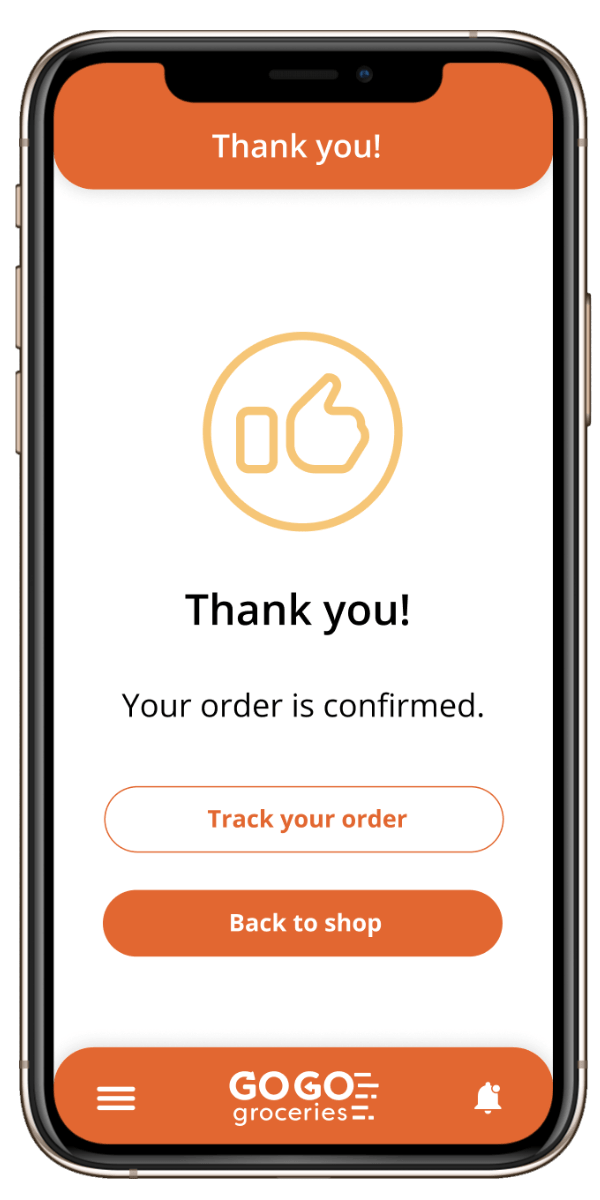 Thank you!
Thank you!
Your order is confirmed.
Track your order
Back to shop
GOGO
groceries